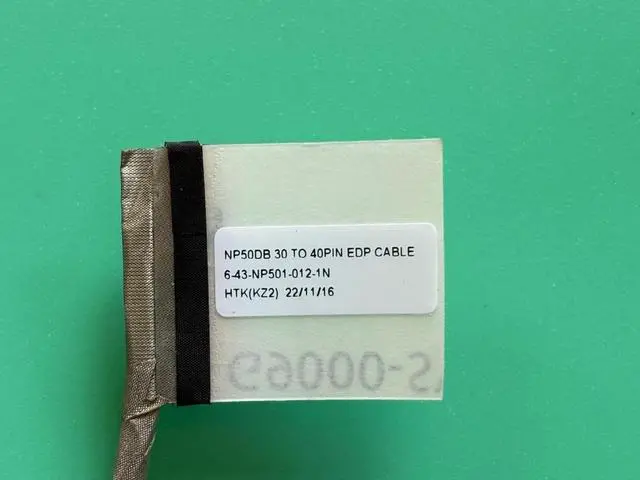 NP50DB 30 TO 40PIN EDP CABLE
6-43-NP501-012-1N
HTK(KZ2) 22/11/16